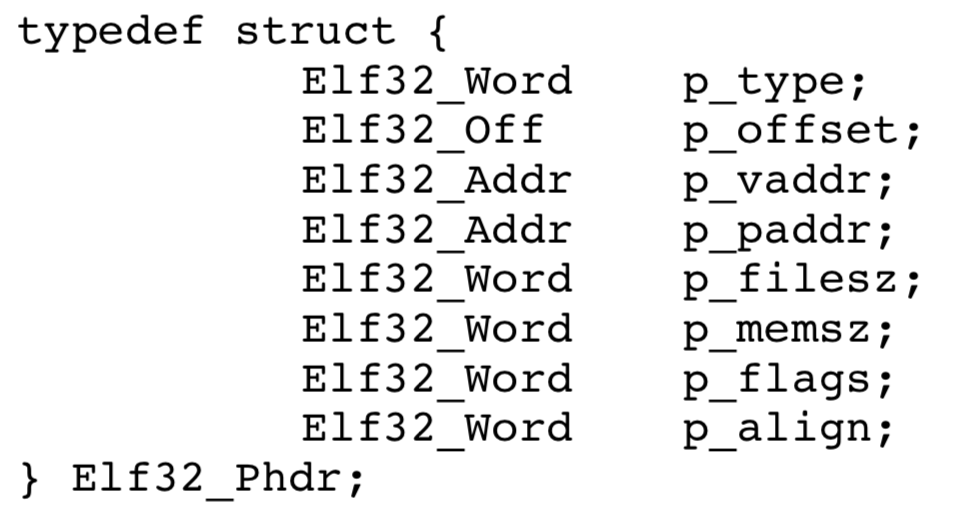 typedef struct {
Elf32_Word p_type;
Elf32_Off p_offset;
Elf32_Addr p_vaddr;
Elf32_Addr p_paddr;
Elf32_Word p_filesz;
Elf32_Word p_memsz;
Elf32_Word p_flags;
Elf32_Word p_align;
} Elf32_Phdr;